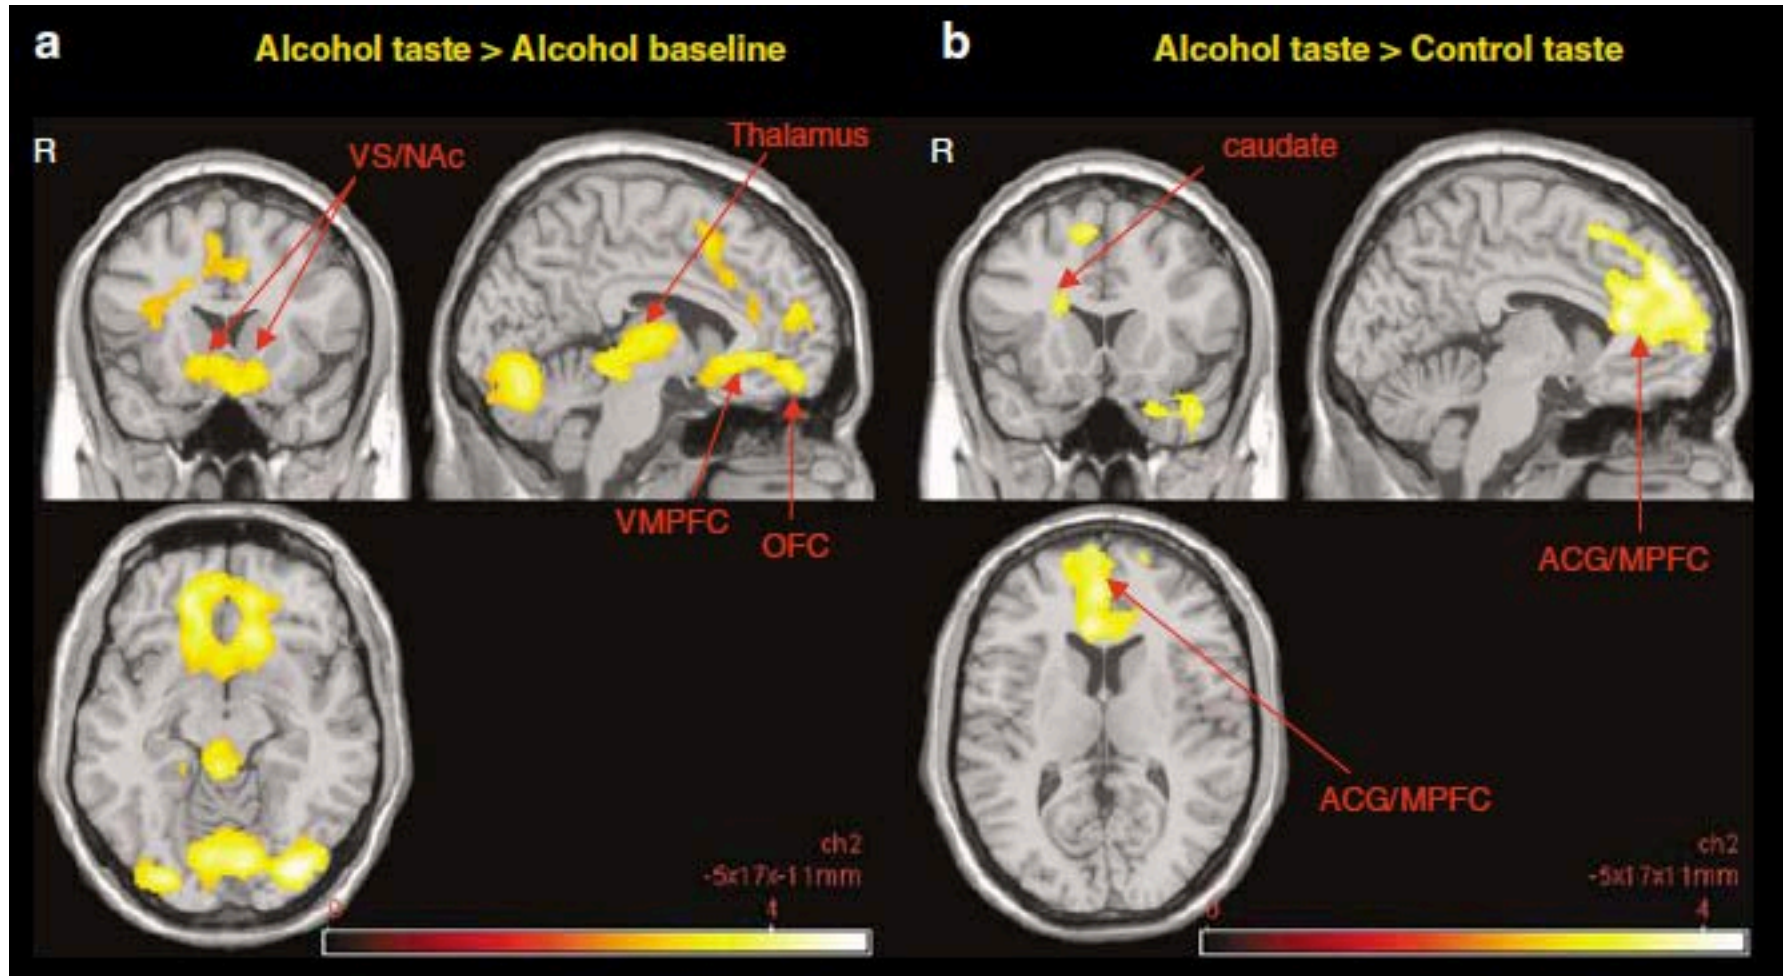 a
Alcohol taste > Alcohol baseline
b
Alcohol taste > Control taste
R
VS/NAc
Thalamus
R
caudate
VMPFC
OFC
ACG/MPFC
ACG/MPFC
ch2
-5x17x-11mm
0
4
ch2
-5x17x11mm
0
4